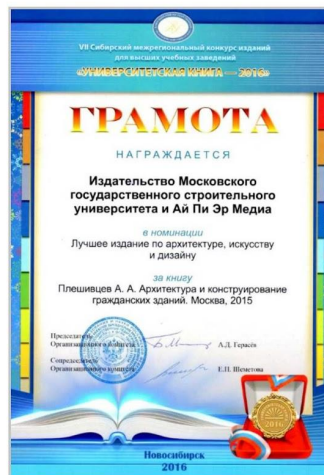 VII Сибирский межрегиональный конкурс изданий
для высших учебных заведений
«УНИВЕРСИТЕТСКАЯ КНИГА — 2016»
ГРАМОТА
НАГРАЖДАЕТСЯ
Издательство Московского
государственного строительного
университета и Ай Пи Эр Медиа
в номинации
Лучшее издание по архитектуре, искусству
и дизайну
за книгу
Плешивцев А. А. Архитектура и конструирование
гражданских зданий. Москва, 2015
Председатель
Организационного комитета
А.Д. Герасёв
Сопредседатель
Организационного комитета
Е.П. Шеметова
2016
Новосибирск
2016